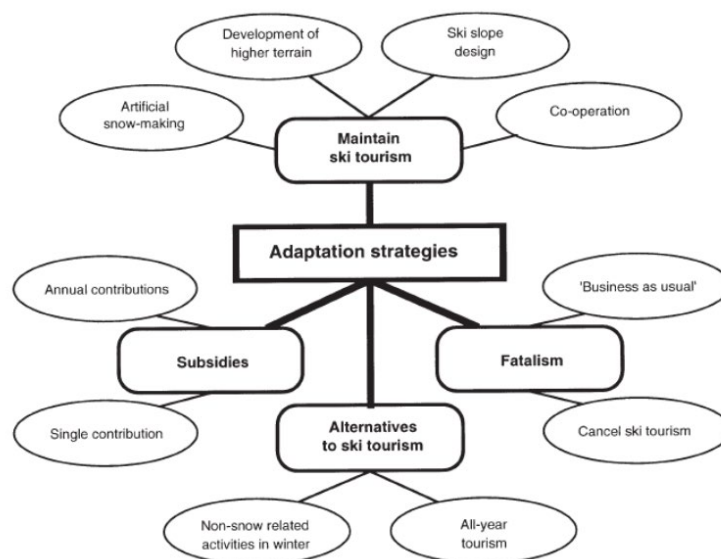 Development of
higher terrain
Ski slope
design
Artificial
snow-making
Co-operation
Maintain
ski tourism
Adaptation strategies
Annual contributions
'Business as usual'
Subsidies
Fatalism
Single contribution
Alternatives
to ski tourism
Cancel ski tourism
Non-snow related
activities in winter
All-year
tourism